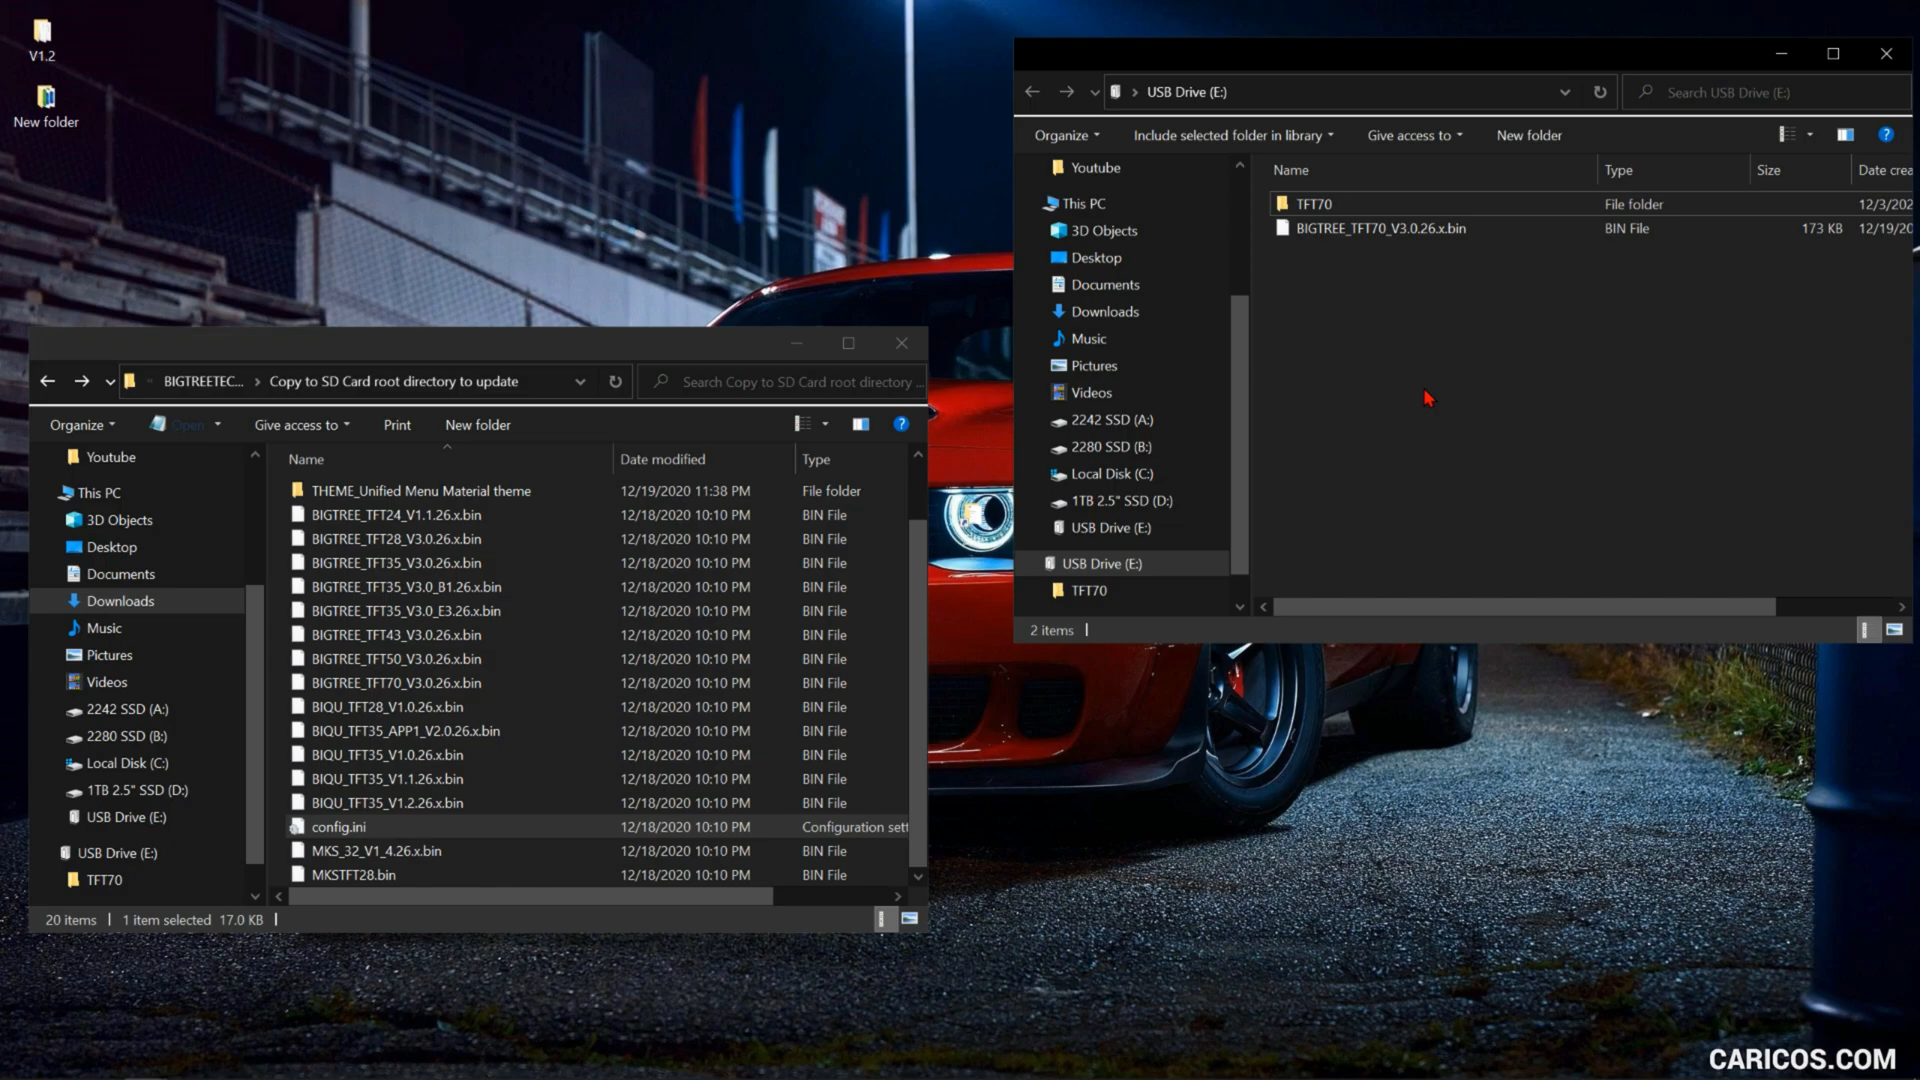 V1.2
New folder
USB Drive (E:)
Search USB Drive (E:)
Organize
Include selected folder in library
Give access to
New folder
Youtube
This PC
3D Objects
Desktop
Documents
Downloads
Music
Pictures
Videos
2242 SSD (A:)
2280 SSD (B:)
Local Disk (C:)
1TB 2.5" SSD (D:)
USB Drive (E:)
USB Drive (E:)
TFT70
Name Type Size Date crea
TFT70 File folder 12/3/202
BIGTREE_TFT70_V3.0.26.x.bin BIN File 173 KB 12/19/20
2 items
BIGTREETEC... Copy to SD Card root directory to update
Search Copy to SD Card root directory ...
Organize
Open
Give access to
Print
New folder
Youtube
This PC
3D Objects
Desktop
Documents
Downloads
Music
Pictures
Videos
2242 SSD (A:)
2280 SSD (B:)
Local Disk (C:)
1TB 2.5" SSD (D:)
USB Drive (E:)
USB Drive (E:)
TFT70
Name Date modified Type
THEME_Unified Menu Material theme 12/19/2020 11:38 PM File folder
BIGTREE_TFT24_V1.1.26.x.bin 12/18/2020 10:10 PM BIN File
BIGTREE_TFT28_V3.0.26.x.bin 12/18/2020 10:10 PM BIN File
BIGTREE_TFT35_V3.0.26.x.bin 12/18/2020 10:10 PM BIN File
BIGTREE_TFT35_V3.0_B1.26.x.bin 12/18/2020 10:10 PM BIN File
BIGTREE_TFT35_V3.0_E3.26.x.bin 12/18/2020 10:10 PM BIN File
BIGTREE_TFT43_V3.0.26.x.bin 12/18/2020 10:10 PM BIN File
BIGTREE_TFT50_V3.0.26.x.bin 12/18/2020 10:10 PM BIN File
BIGTREE_TFT70_V3.0.26.x.bin 12/18/2020 10:10 PM BIN File
BIQU_TFT28_V1.0.26.x.bin 12/18/2020 10:10 PM BIN File
BIQU_TFT35_APP1_V2.0.26.x.bin 12/18/2020 10:10 PM BIN File
BIQU_TFT35_V1.0.26.x.bin 12/18/2020 10:10 PM BIN File
BIQU_TFT35_V1.1.26.x.bin 12/18/2020 10:10 PM BIN File
BIQU_TFT35_V1.2.26.x.bin 12/18/2020 10:10 PM BIN File
config.ini 12/18/2020 10:10 PM Configuration sett
MKS_32_V1_4.26.x.bin 12/18/2020 10:10 PM BIN File
MKSTFT28.bin 12/18/2020 10:10 PM BIN File
20 items 1 item selected 17.0 KB
CARICOS.COM